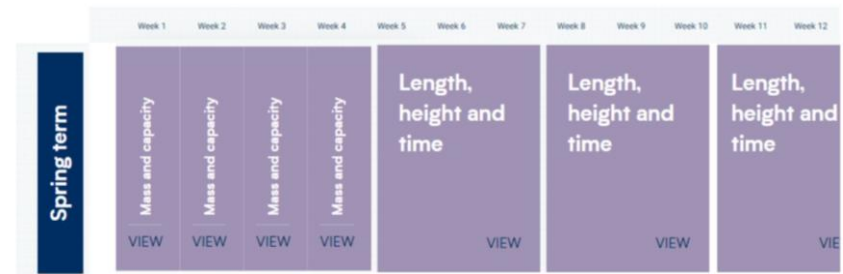 Week 1 Week 2 Week 3 Week 4 Week 5 Week 6 Week 7 Week 8 Week 9 Week 10 Week 11 Week 12
Spring term
Mass and capacity
VIEW
Mass and capacity
VIEW
Mass and capacity
VIEW
Mass and capacity
VIEW
Length,
height and
time
VIEW
Length,
height and
time
VIEW
Length,
height and
time
VIE